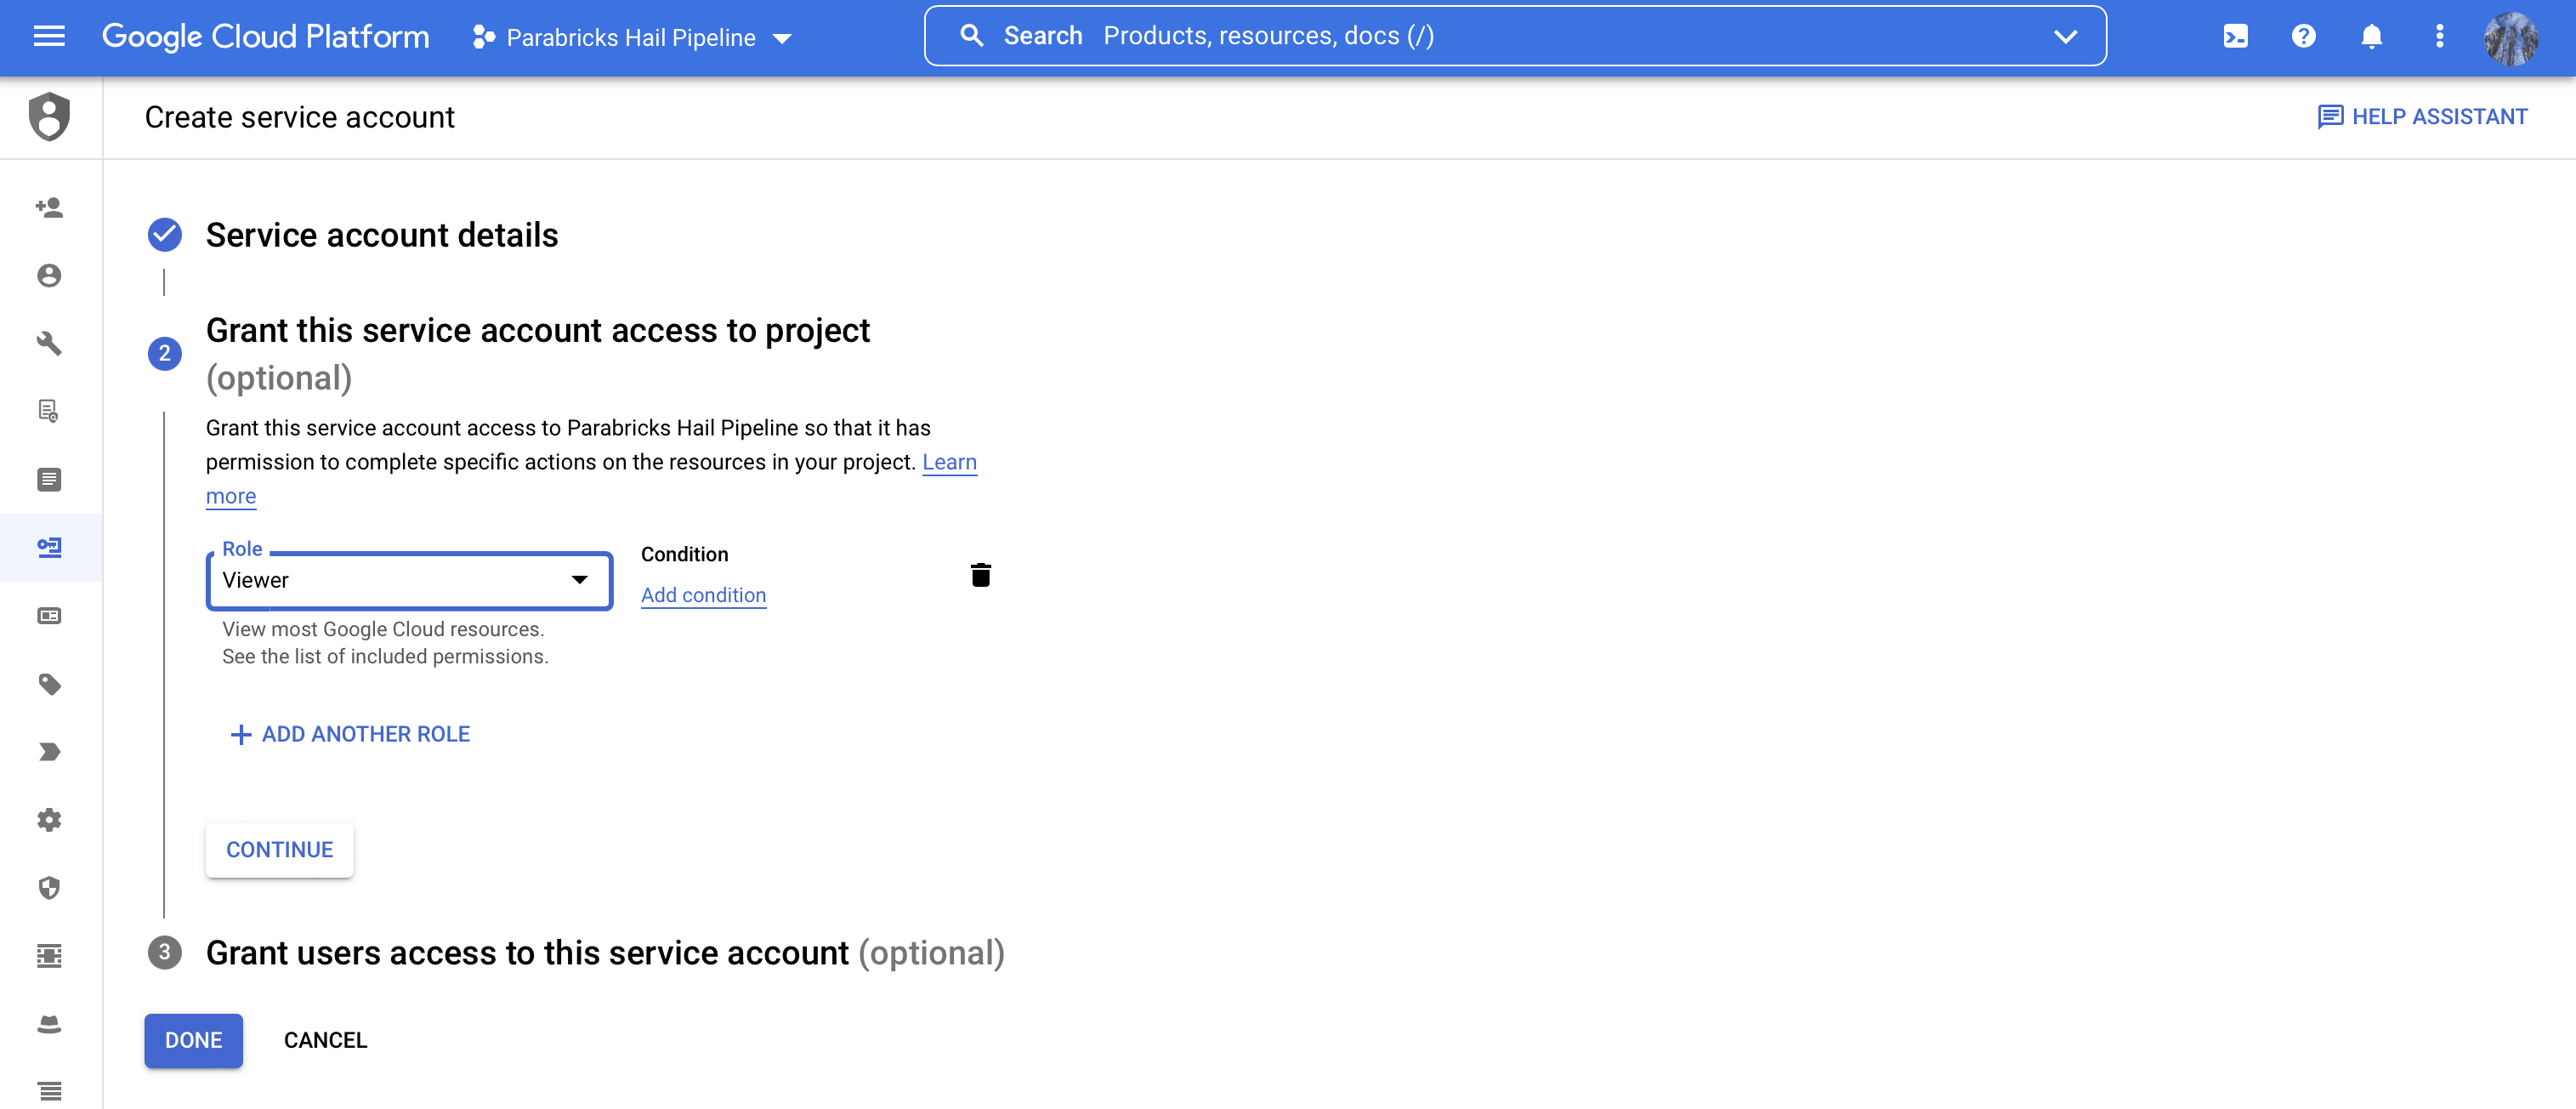 Google Cloud Platform
Parabricks Hail Pipeline
Search Products, resources, docs (/)
Create service account
HELP ASSISTANT
Service account details
2
Grant this service account access to project
(optional)
Grant this service account access to Parabricks Hail Pipeline so that it has
permission to complete specific actions on the resources in your project. Learn
more
Role
Viewer
Condition
Add condition
View most Google Cloud resources.
See the list of included permissions.
+ ADD ANOTHER ROLE
CONTINUE
3
Grant users access to this service account (optional)
DONE
CANCEL